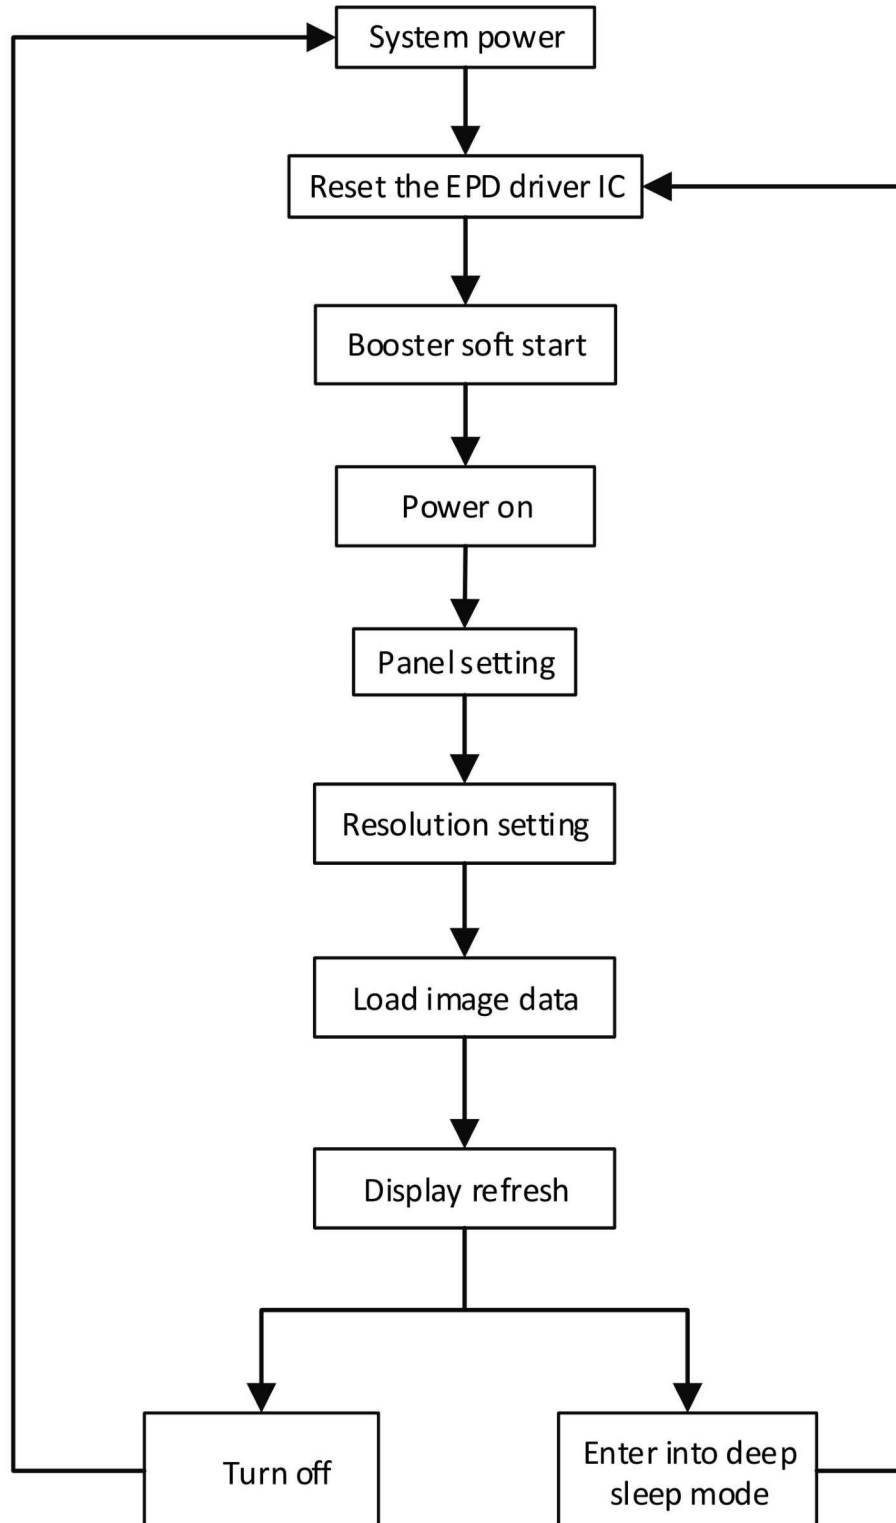 System power
Reset the EPD driver IC
Booster soft start
Power on
Panel setting
Resolution setting
Load image data
Display refresh
Turn off
Enter into deep
sleep mode